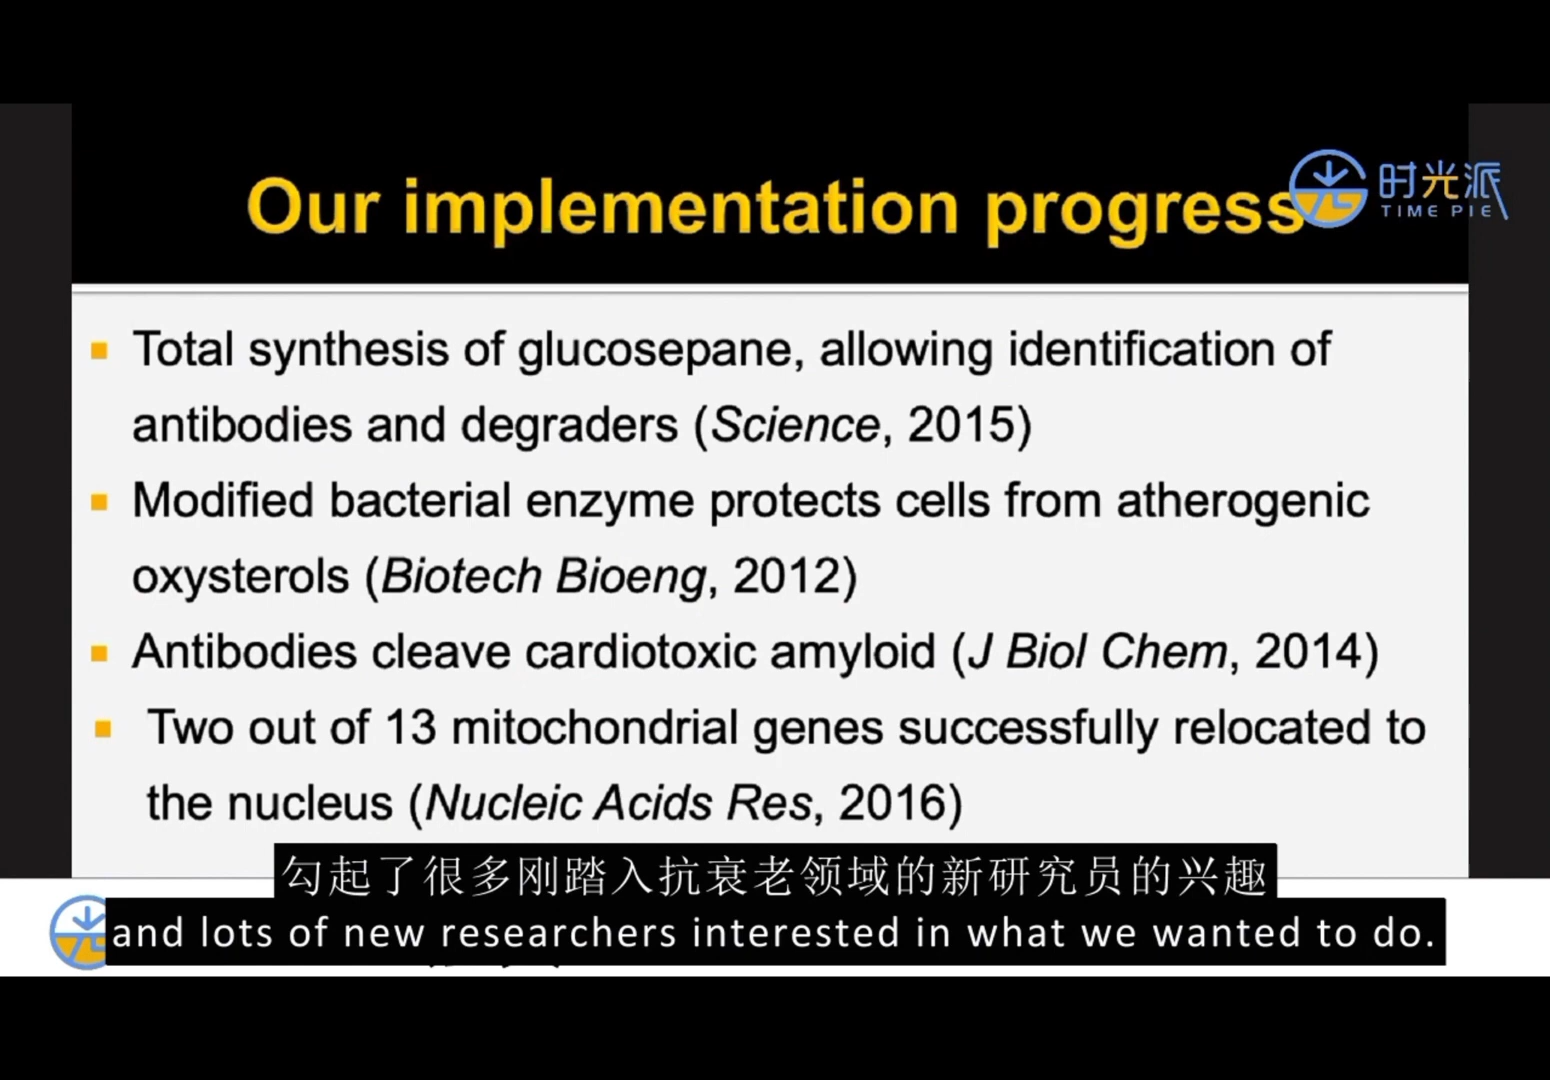 Our implementation progress
时光派
TIME PIE
Total synthesis of glucosepane, allowing identification of
antibodies and degraders (Science, 2015)
Modified bacterial enzyme protects cells from atherogenic
oxysterols (Biotech Bioeng, 2012)
Antibodies cleave cardiotoxic amyloid (J Biol Chem, 2014)
Two out of 13 mitochondrial genes successfully relocated to
the nucleus (Nucleic Acids Res, 2016)
勾起了很多刚踏入抗衰老领域的新研究员的兴趣
and lots of new researchers interested in what we wanted to do.